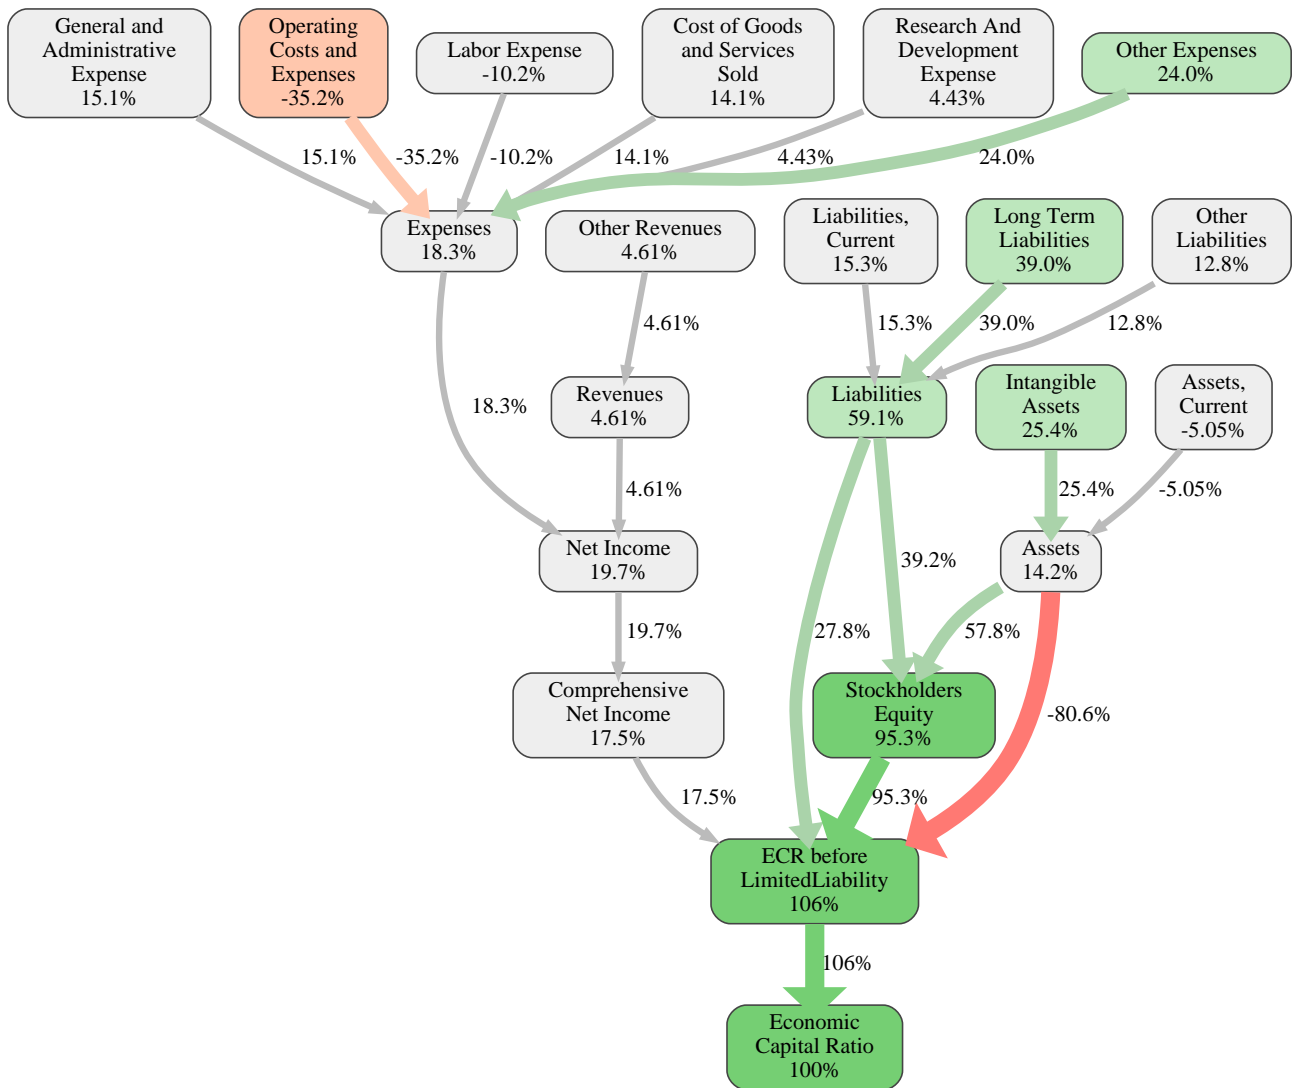 General and
Administrative
Expense
15.1%
Operating
Costs and
Expenses
-35.2%
Labor Expense
-10.2%
Cost of Goods
and Services
Sold
14.1%
Research And
Development
Expense
4.43%
Other Expenses
24.0%
15.1%
-35.2%
-10.2%
14.1%
4.43%
24.0%
Expenses
18.3%
Other Revenues
4.61%
Liabilities,
Current
15.3%
Long Term
Liabilities
39.0%
Other
Liabilities
12.8%
4.61%
15.3%
39.0%
12.8%
18.3%
Revenues
4.61%
Liabilities
59.1%
Intangible
Assets
25.4%
Assets,
Current
-5.05%
4.61%
39.2%
25.4%
-5.05%
Net Income
19.7%
Assets
14.2%
19.7%
27.8%
57.8%
-80.6%
Comprehensive
Net Income
17.5%
Stockholders
Equity
95.3%
17.5%
95.3%
ECR before
LimitedLiability
106%
106%
Economic
Capital Ratio
100%